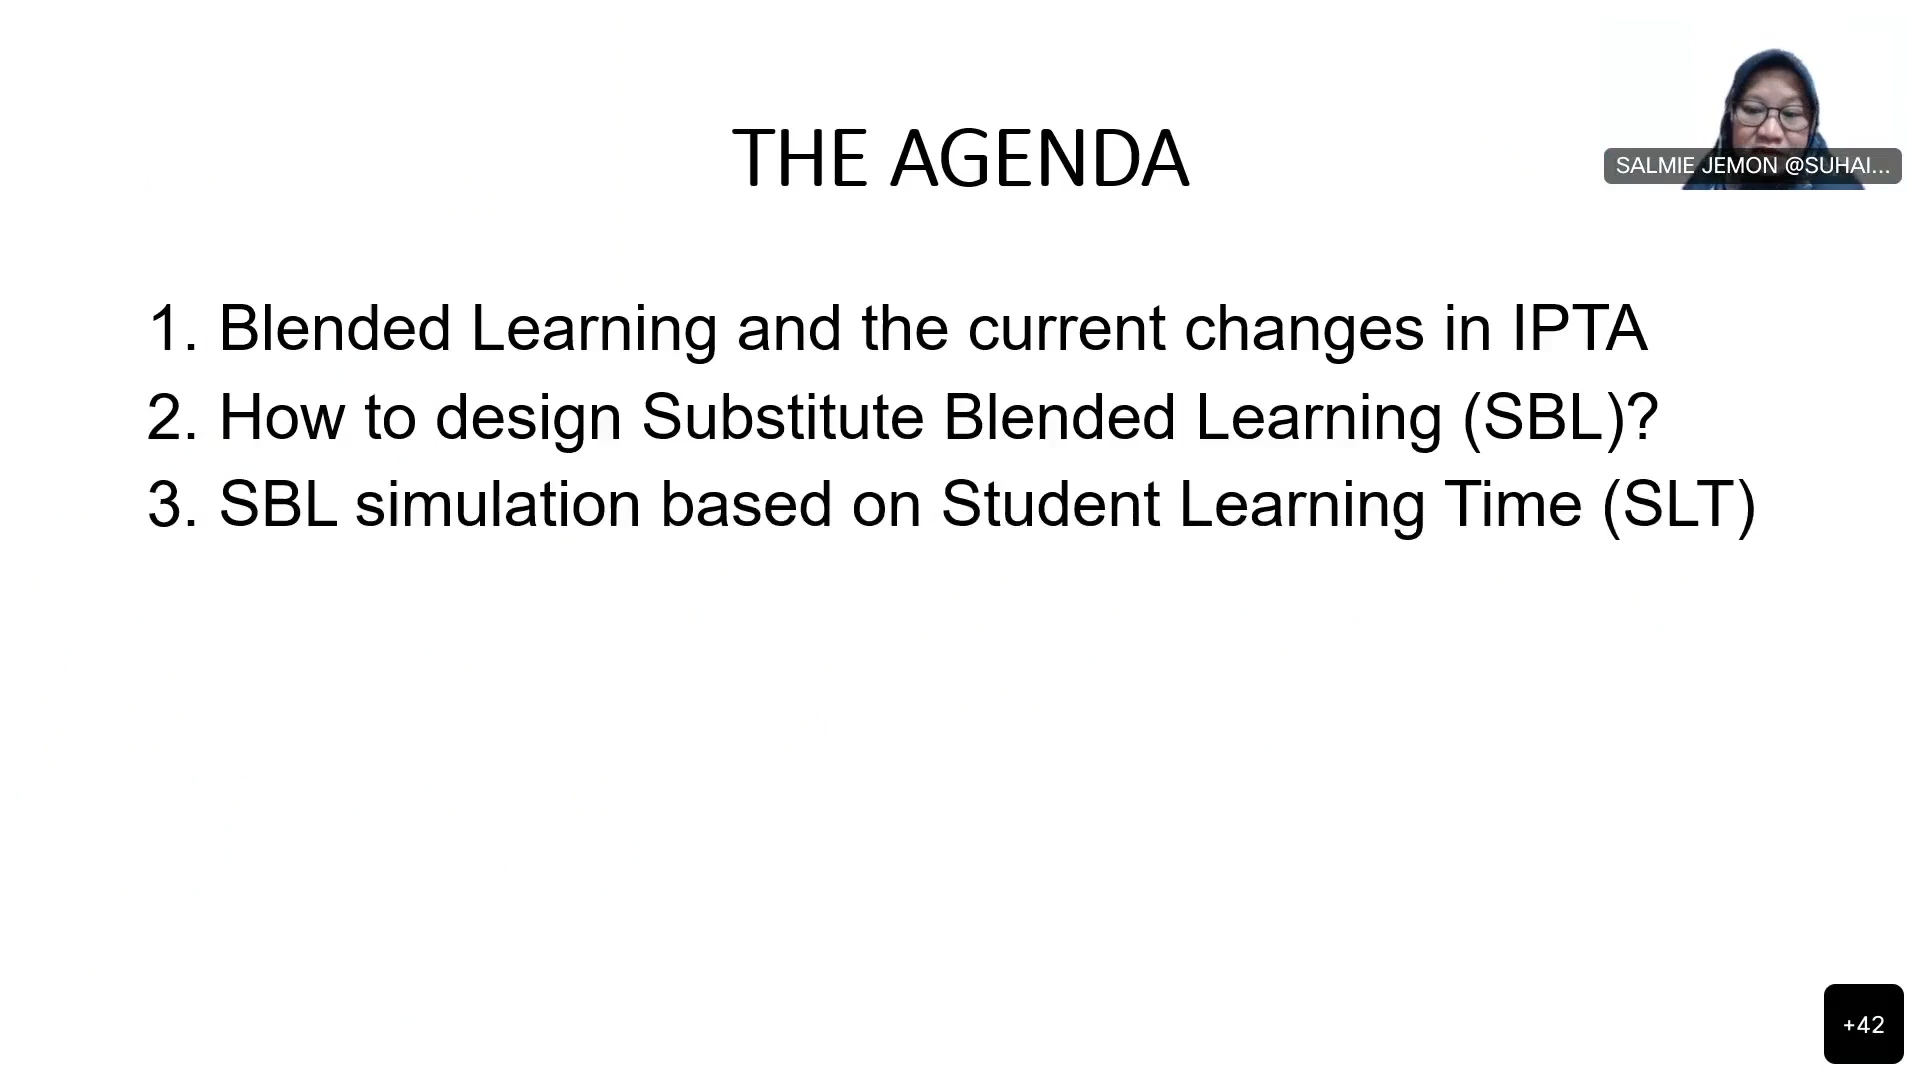 THE AGENDA
SALMIE JEMON @SUHAI...
1. Blended Learning and the current changes in IPTA
2. How to design Substitute Blended Learning (SBL)?
3. SBL simulation based on Student Learning Time (SLT)
+42